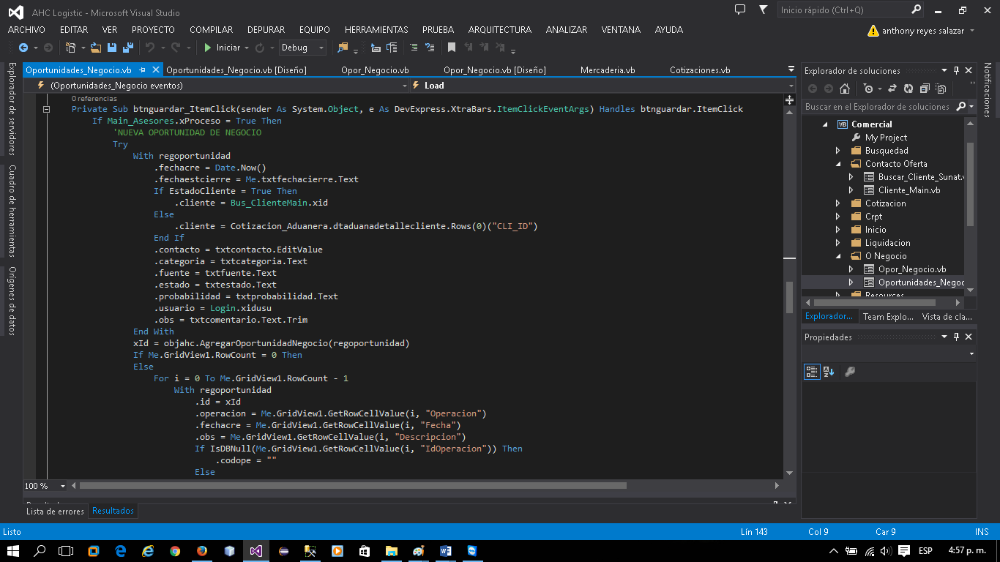 AHC Logistic - Microsoft Visual Studio
Inicio rápido (Ctrl+Q)
ARCHIVO EDITAR VER PROYECTO COMPILAR DEPURAR EQUIPO HERRAMIENTAS PRUEBA ARQUITECTURA ANALIZAR VENTANA AYUDA
anthony reyes salazar
Iniciar Debug
Oportunidades_Negocio.vb Oportunidades_Negocio.vb [Diseño] Opor_Negocio.vb Opor_Negocio.vb [Diseño] Mercaderia.vb Cotizaciones.vb
(Oportunidades_Negocio eventos) Load
0 referencias
Private Sub btnguardar_ItemClick(sender As System.Object, e As DevExpress.XtraBars.ItemClickEventArgs) Handles btnguardar.ItemClick
If Main_Asesores.xProceso = True Then
'NUEVA OPORTUNIDAD DE NEGOCIO
Try
With regoportunidad
.fechacre = Date.Now()
.fechaestcierre = Me.txtfechacierre.Text
If EstadoCliente = True Then
.cliente = Bus_ClienteMain.xid
Else
.cliente = Cotizacion_Aduanera.dtaduanadetallecliente.Rows(0)("CLI_ID")
End If
.contacto = txtcontacto.EditValue
.categoria = txtcategoria.Text
.fuente = txtfuente.Text
.estado = txtestado.Text
.probabilidad = txtprobabilidad.Text
.usuario = Login.xidusu
.obs = txtcomentario.Text.Trim
End With
xId = objahc.AgregarOportunidadNegocio(regoportunidad)
If Me.GridView1.RowCount = 0 Then
Else
For i = 0 To Me.GridView1.RowCount - 1
With regoportunidad
.id = xId
.operacion = Me.GridView1.GetRowCellValue(i, "Operacion")
.fechacre = Me.GridView1.GetRowCellValue(i, "Fecha")
.obs = Me.GridView1.GetRowCellValue(i, "Descripcion")
If IsDBNull(Me.GridView1.GetRowCellValue(i, "IdOperacion")) Then
.codope = ""
Else
100 %
Lista de errores Resultados
Explorador de servidores
Cuadro de herramientas
Orígenes de datos
Explorador de soluciones
Buscar en el Explorador de soluciones
VB Comercial
My Project
Busquedad
Contacto Oferta
Buscar_Cliente_Sunat.v
Cliente_Main.vb
Cotizacion
Crpt
Inicio
Liquidacion
O Negocio
Opor_Negocio.vb
Oportunidades_Negoc
Resources
Explorador... Team Explo... Vista de cla...
Propiedades
Notificaciones
Listo Lín 143 Col 9 Car 9 INS
ESP 4:57 p. m.